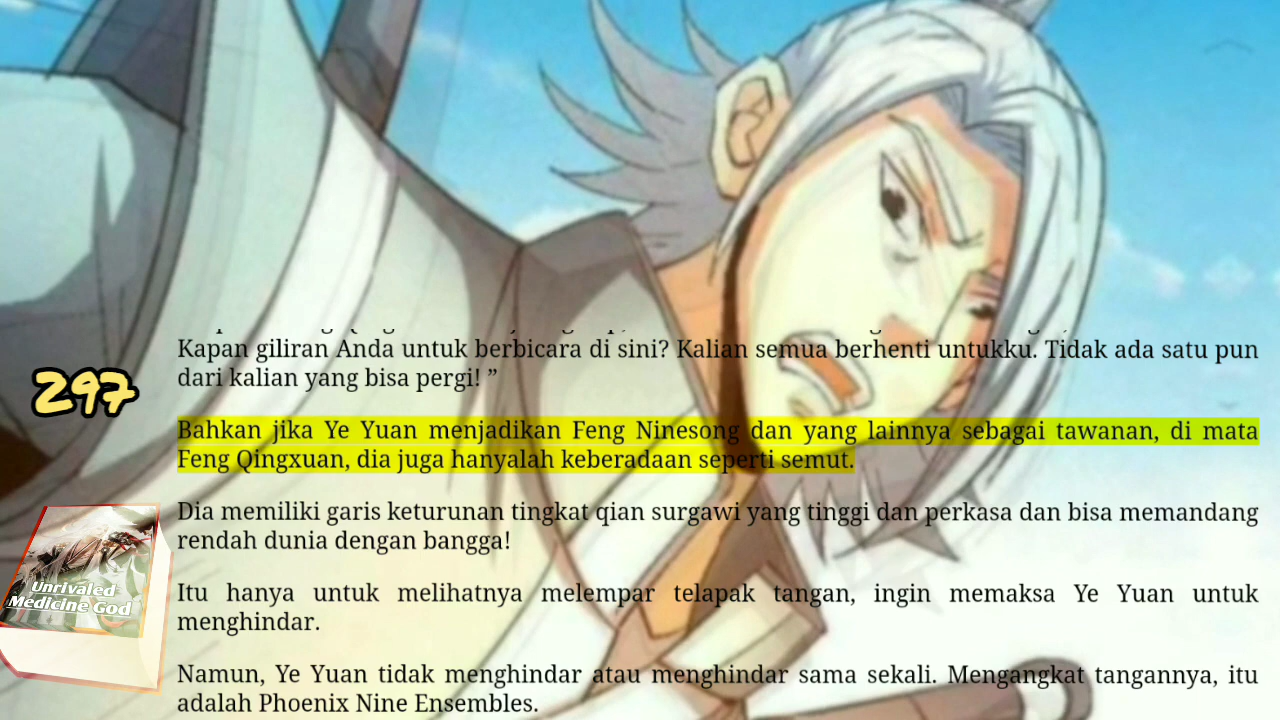 Kapan giliran Anda untuk berbicara di sini? Kalian semua berhenti untukku. Tidak ada satu pun
dari kalian yang bisa pergi! ”
297
Bahkan jika Ye Yuan menjadikan Feng Ninesong dan yang lainnya sebagai tawanan, di mata
Feng Qingxuan, dia juga hanyalah keberadaan seperti semut.
Dia memiliki garis keturunan tingkat qian surgawi yang tinggi dan perkasa dan bisa memandang
rendah dunia dengan bangga!
Unrivaled
Medicine God
Itu hanya untuk melihatnya melempar telapak tangan, ingin memaksa Ye Yuan untuk
menghindar.
Namun, Ye Yuan tidak menghindar atau menghindar sama sekali. Mengangkat tangannya, itu
adalah Phoenix Nine Ensembles.